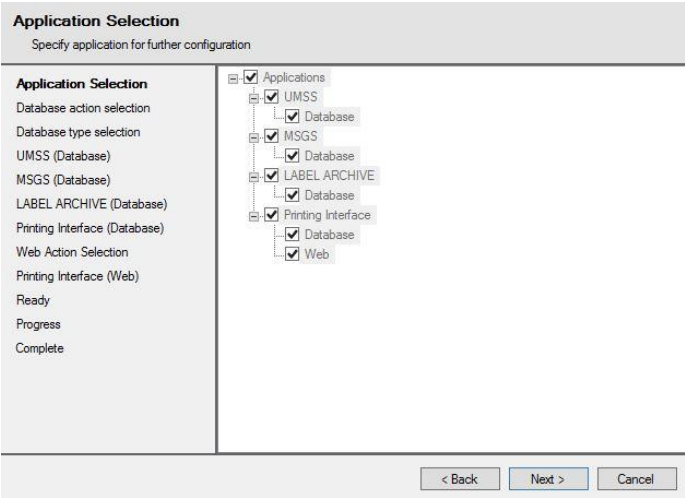 Application Selection
Specify application for further configuration
Application Selection
Database action selection
Database type selection
UMSS (Database)
MSGS (Database)
LABEL ARCHIVE (Database)
Printing Interface (Database)
Web Action Selection
Printing Interface (Web)
Ready
Progress
Complete
Applications
UMSS
Database
MSGS
Database
LABEL ARCHIVE
Database
Printing Interface
Database
Web
< Back Next > Cancel